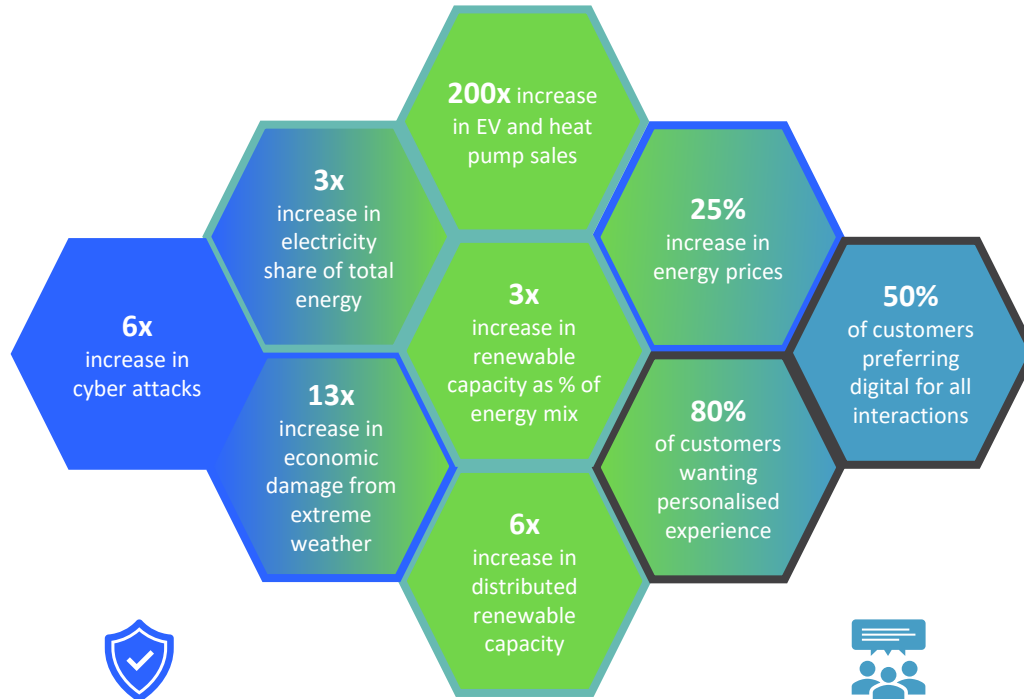 200x increase
in EV and heat
pump sales
3x
increase in
electricity
share of total
energy
25%
increase in
energy prices
6x
increase in
cyber attacks
3x
increase in
renewable
capacity as % of
energy mix
50%
of customers
preferring
digital for all
interactions
13x
increase in
economic
damage from
extreme
weather
80%
of customers
wanting
personalised
experience
6x
increase in
distributed
renewable
capacity